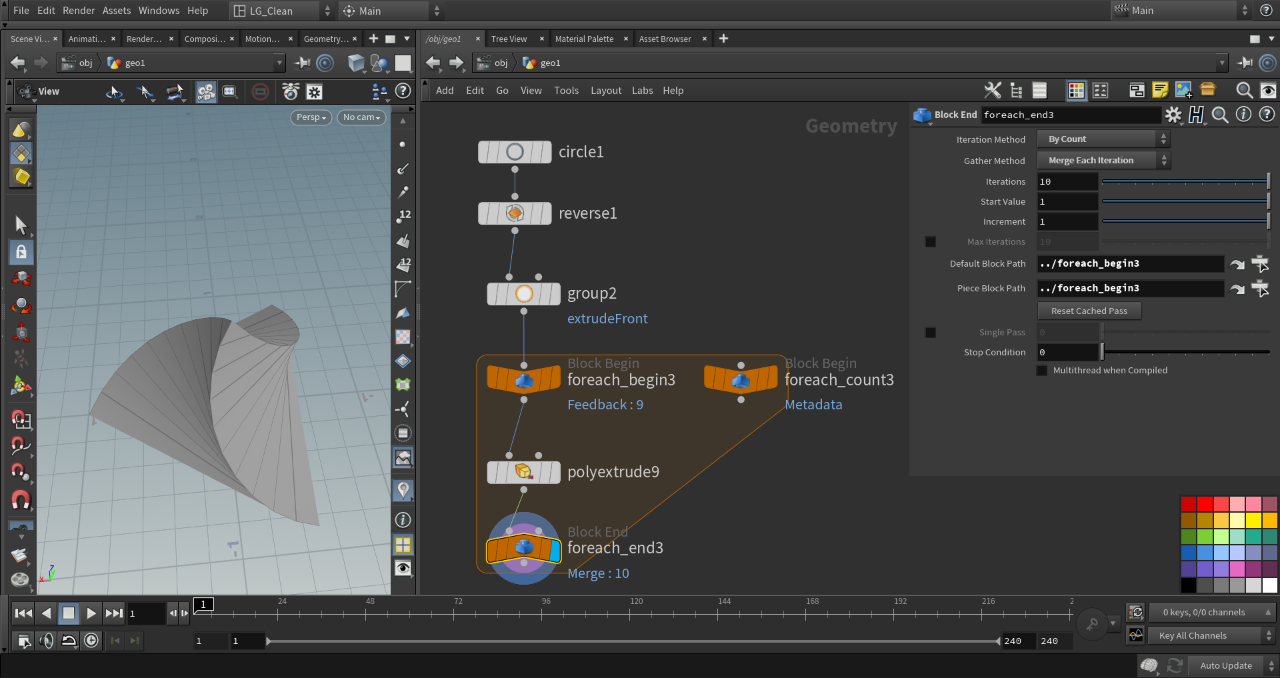 File Edit Render Assets Windows Help LG_Clean Main Main
Scene Vi... Animati... Render... Composi... Motion... Geometry...
/obj/geo1 Tree View Material Palette Asset Browser
obj geo1
obj geo1
View
Add Edit Go View Tools Layout Labs Help
Persp No cam
Geometry
circle1
reverse1
group2
extrudeFront
Block Begin
foreach_begin3
Feedback : 9
Block Begin
foreach_count3
Metadata
polyextrude9
Block End
foreach_end3
Merge : 10
12
12
Block End foreach_end3
Iteration Method By Count
Gather Method Merge Each Iteration
Iterations 10
Start Value 1
Increment 1
Max Iterations 10
Default Block Path ../foreach_begin3
Piece Block Path ../foreach_begin3
Reset Cached Pass
Single Pass 0
Stop Condition 0
Multithread when Compiled
1 1 24 48 72 96 120 144 168 192 216 2
0 keys, 0/0 channels
1 1 240 240
Key All Channels
Auto Update